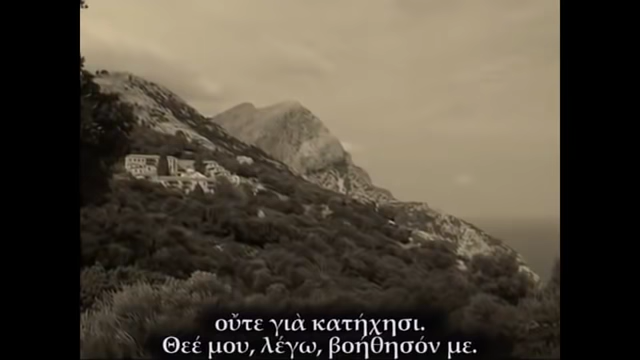 οὔτε γιὰ κατήχησι.
Θεέ μου, λέγω, βοήθησόν με.